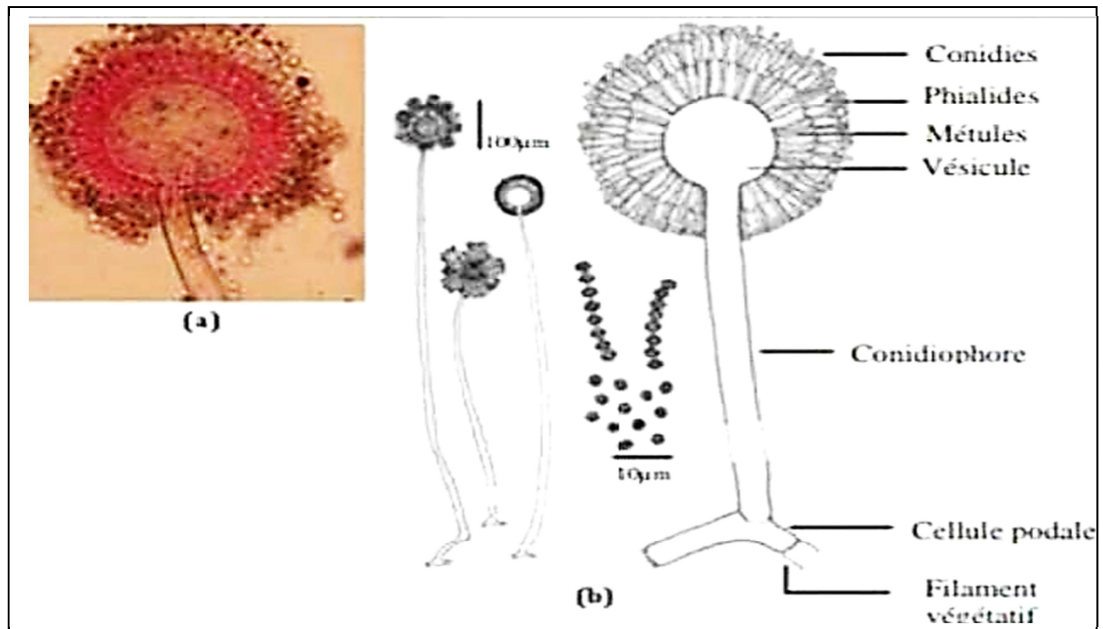 Conidies
Phialides
100µm
Métules
Vésicule
(a)
Conidiophore
10µm
Cellule podale
Filament
végétatif
(b)